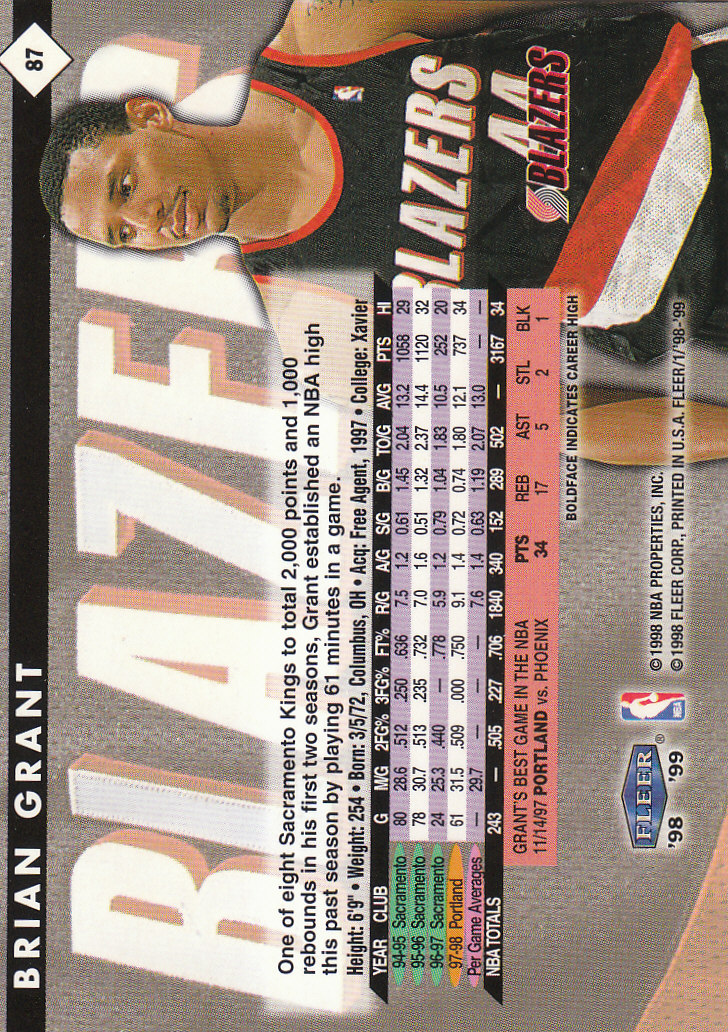 BRIAN GRANT
87
BLAZERS
BLAZERS
44
BLAZERS
One of eight Sacramento Kings to total 2,000 points and 1,000
rebounds in his first two seasons, Grant established an NBA high
this past season by playing 61 minutes in a game.
Height: 6'9" • Weight: 254 • Born: 3/5/72, Columbus, OH • Acq: Free Agent, 1997 • College: Xavier
YEAR CLUB G M/G 2FG% 3FG% FT% R/G A/G S/G B/G TO/G AVG PTS HI
94-95 Sacramento 80 28.6 .512 .250 .636 7.5 1.2 0.61 1.45 2.04 13.2 1058 29
95-96 Sacramento 78 30.7 .513 .235 .732 7.0 1.6 0.51 1.32 2.37 14.4 1120 32
96-97 Sacramento 24 25.3 .440 — .778 5.9 1.2 0.79 1.04 1.83 10.5 252 20
97-98 Portland 61 31.5 .509 .000 .750 9.1 1.4 0.72 0.74 1.80 12.1 737 34
Per Game Averages — 29.7 — — — 7.6 1.4 0.63 1.19 2.07 13.0 — —
NBA TOTALS 243 — .505 .227 .706 1840 340 152 289 502 — 3167 34
GRANT'S BEST GAME IN THE NBA PTS REB AST STL BLK
11/14/97 PORTLAND vs. PHOENIX 34 17 5 2 1
BOLDFACE INDICATES CAREER HIGH
FLEER®
'98 '99
NBA
© 1998 NBA PROPERTIES, INC.
© 1998 FLEER CORP., PRINTED IN U.S.A. FLEER/1/'98-'99